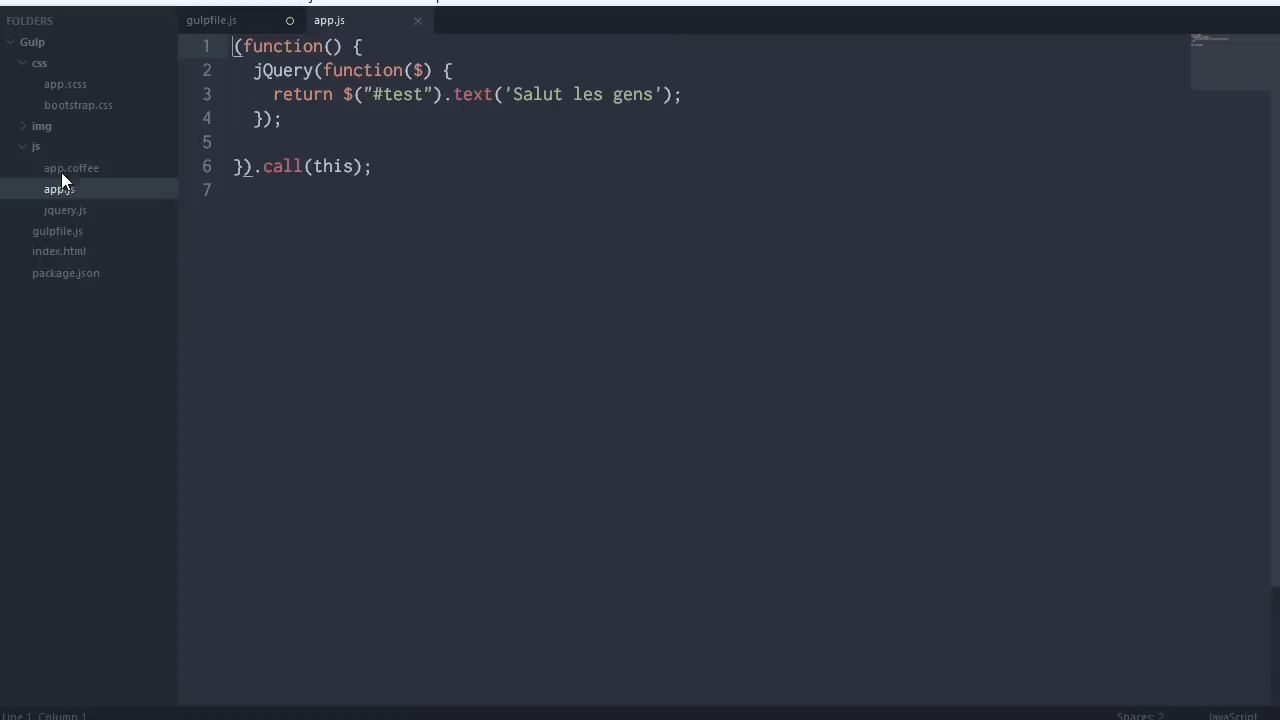 FOLDERS
Gulp
css
app.scss
bootstrap.css
img
js
app.coffee
app.js
jquery.js
gulpfile.js
index.html
package.json
gulpfile.js
app.js
1 (function() {
2 jQuery(function($) {
3 return $("#test").text('Salut les gens');
4 });
5
6 }).call(this);
7
Line 1, Column 1
Spaces: 2
JavaScript